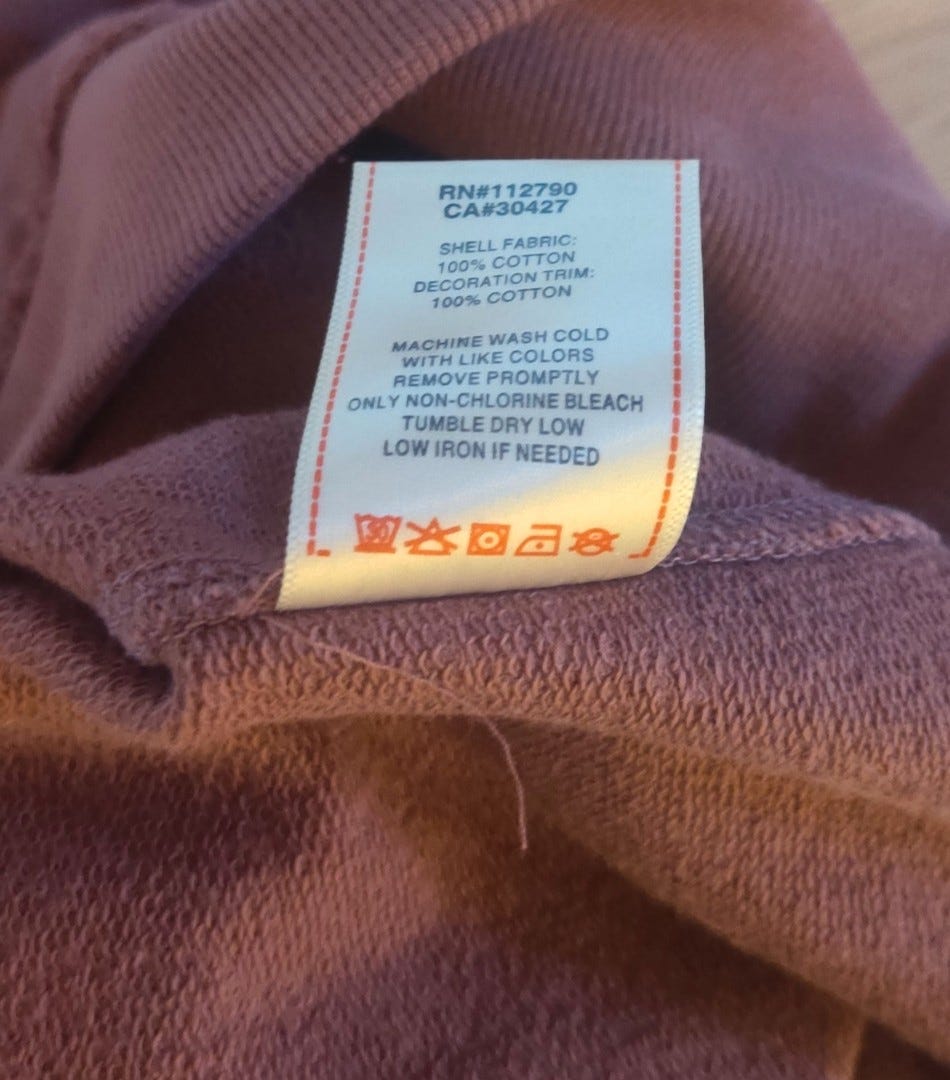 RN#112790
CA#30427
SHELL FABRIC:
100% COTTON
DECORATION TRIM:
100% COTTON
MACHINE WASH COLD
WITH LIKE COLORS
REMOVE PROMPTLY
ONLY NON-CHLORINE BLEACH
TUMBLE DRY LOW
LOW IRON IF NEEDED